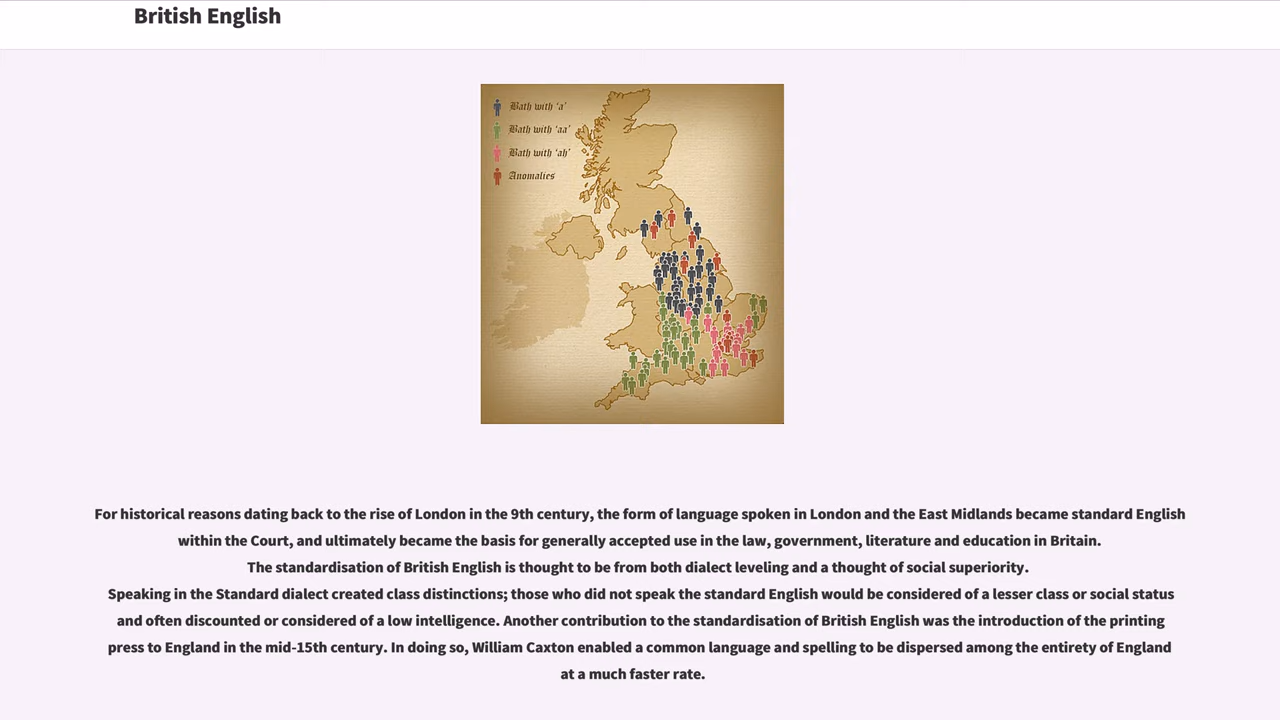 British English
Bath with 'a'
Bath with 'aa'
Bath with 'ah'
Anomalies
For historical reasons dating back to the rise of London in the 9th century, the form of language spoken in London and the East Midlands became standard English
within the Court, and ultimately became the basis for generally accepted use in the law, government, literature and education in Britain.
The standardisation of British English is thought to be from both dialect leveling and a thought of social superiority.
Speaking in the Standard dialect created class distinctions; those who did not speak the standard English would be considered of a lesser class or social status
and often discounted or considered of a low intelligence. Another contribution to the standardisation of British English was the introduction of the printing
press to England in the mid-15th century. In doing so, William Caxton enabled a common language and spelling to be dispersed among the entirety of England
at a much faster rate.